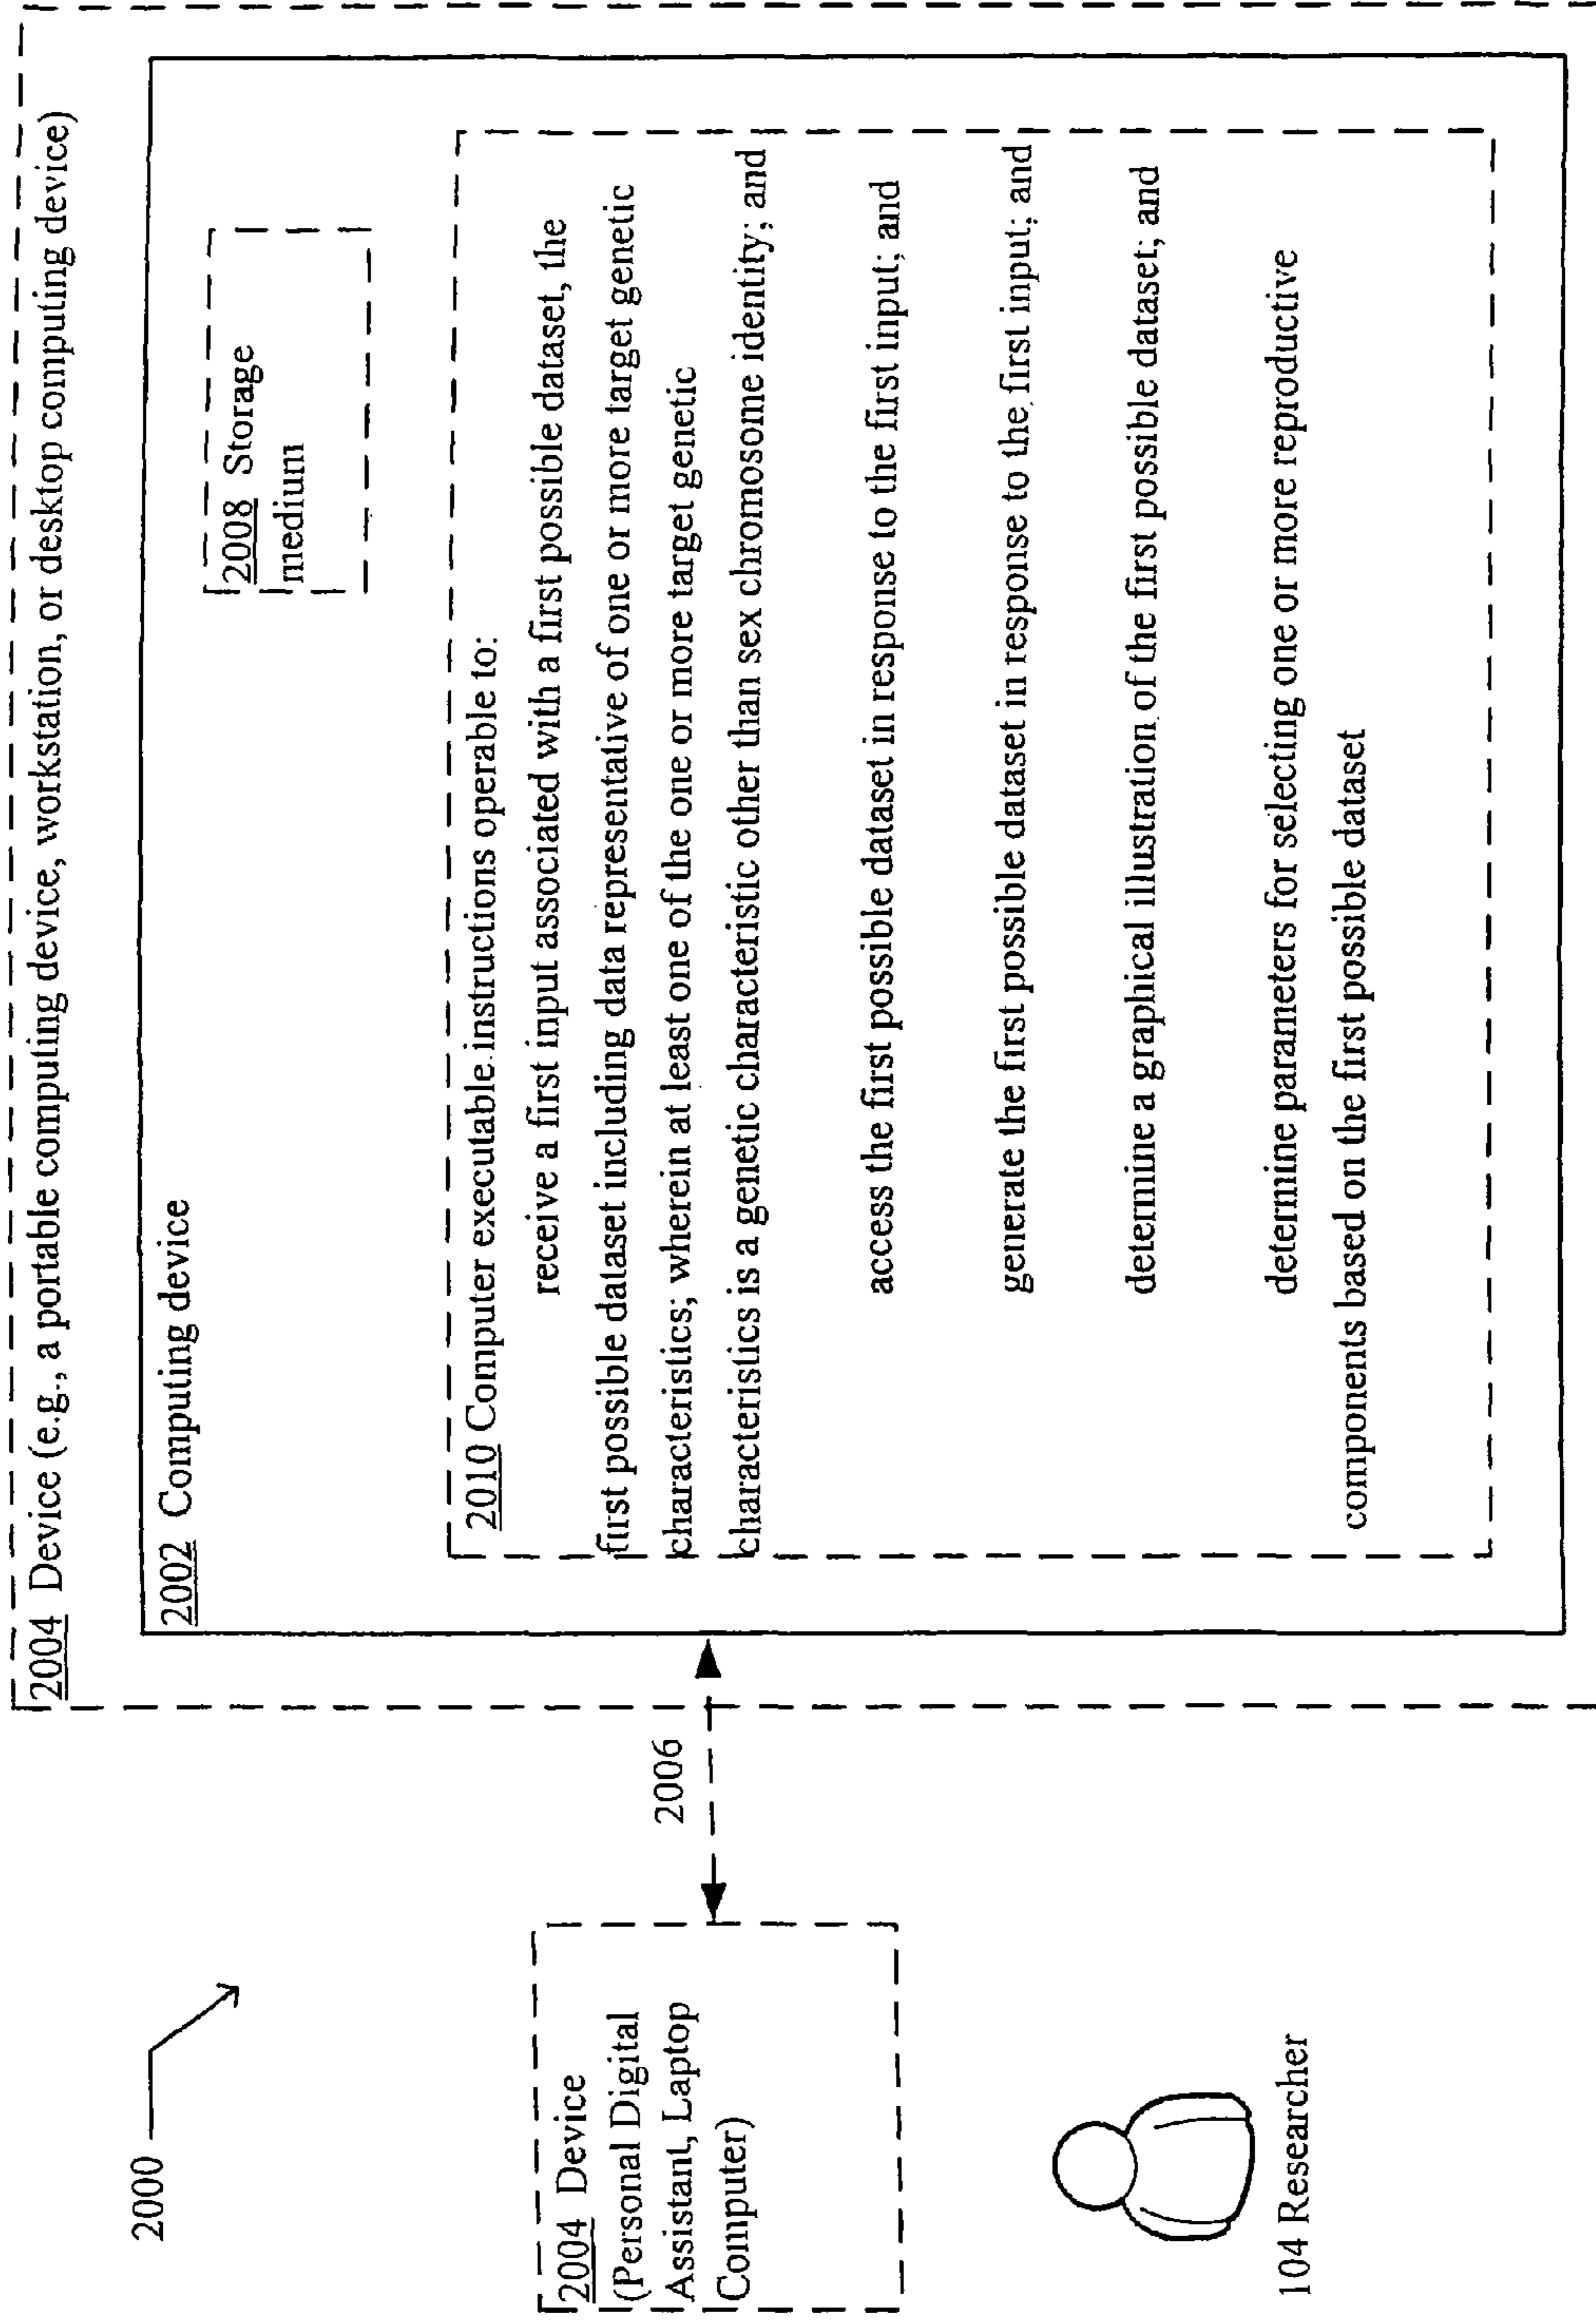 2000
2004 Device (e.g., a portable computing device, workstation, or desktop computing device)
2002 Computing device
2008 Storage
medium
2010 Computer executable instructions operable to:
receive a first input associated with a first possible dataset, the
first possible dataset including data representative of one or more target genetic
characteristics; wherein at least one of the one or more target genetic
characteristics is a genetic characteristic other than sex chromosome identity; and
access the first possible dataset in response to the first input; and
generate the first possible dataset in response to the first input; and
determine a graphical illustration of the first possible dataset; and
determine parameters for selecting one or more reproductive
components based on the first possible dataset
2006
2004 Device
(Personal Digital
Assistant, Laptop
Computer)
104 Researcher